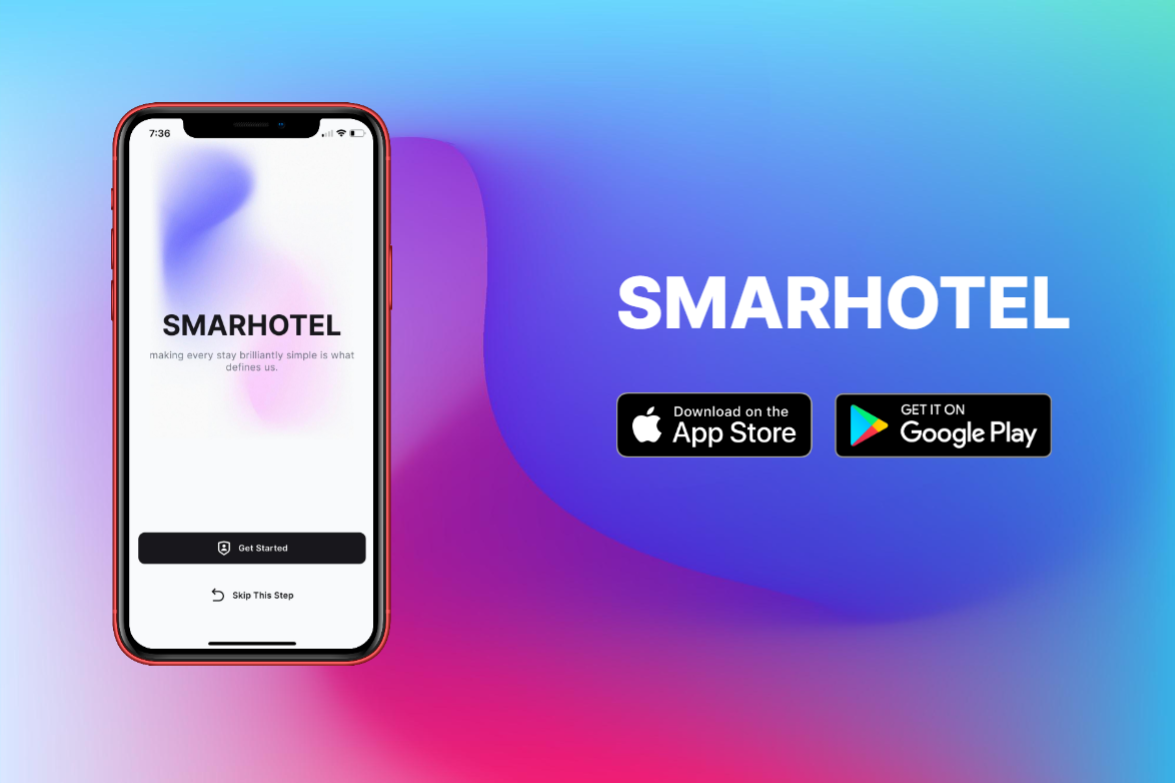 7:36
SMARHOTEL
making every stay brilliantly simple is what
defines us.
Get Started
Skip This Step
SMARHOTEL
Download on the
App Store
GET IT ON
Google Play